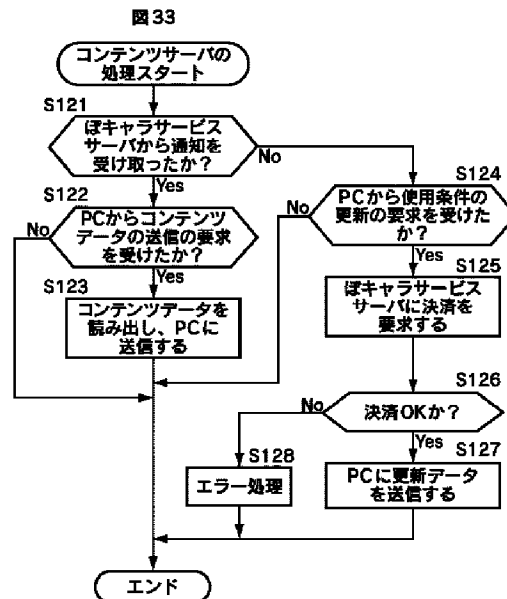 図33
コンテンツサーバの
処理スタート
S121
ぽキャラサービス
サーバから通知を
受け取ったか?
No
Yes
S122
PCからコンテンツ
データの送信の要求
を受けたか?
No
Yes
S123
コンテンツデータを
読み出し、PCに
送信する
S124
PCから使用条件の
更新の要求を受けた
か?
No
Yes
S125
ぽキャラサービス
サーバに決済を
要求する
S126
決済OKか?
No
Yes
S128
エラー処理
S127
PCに更新データ
を送信する
エンド